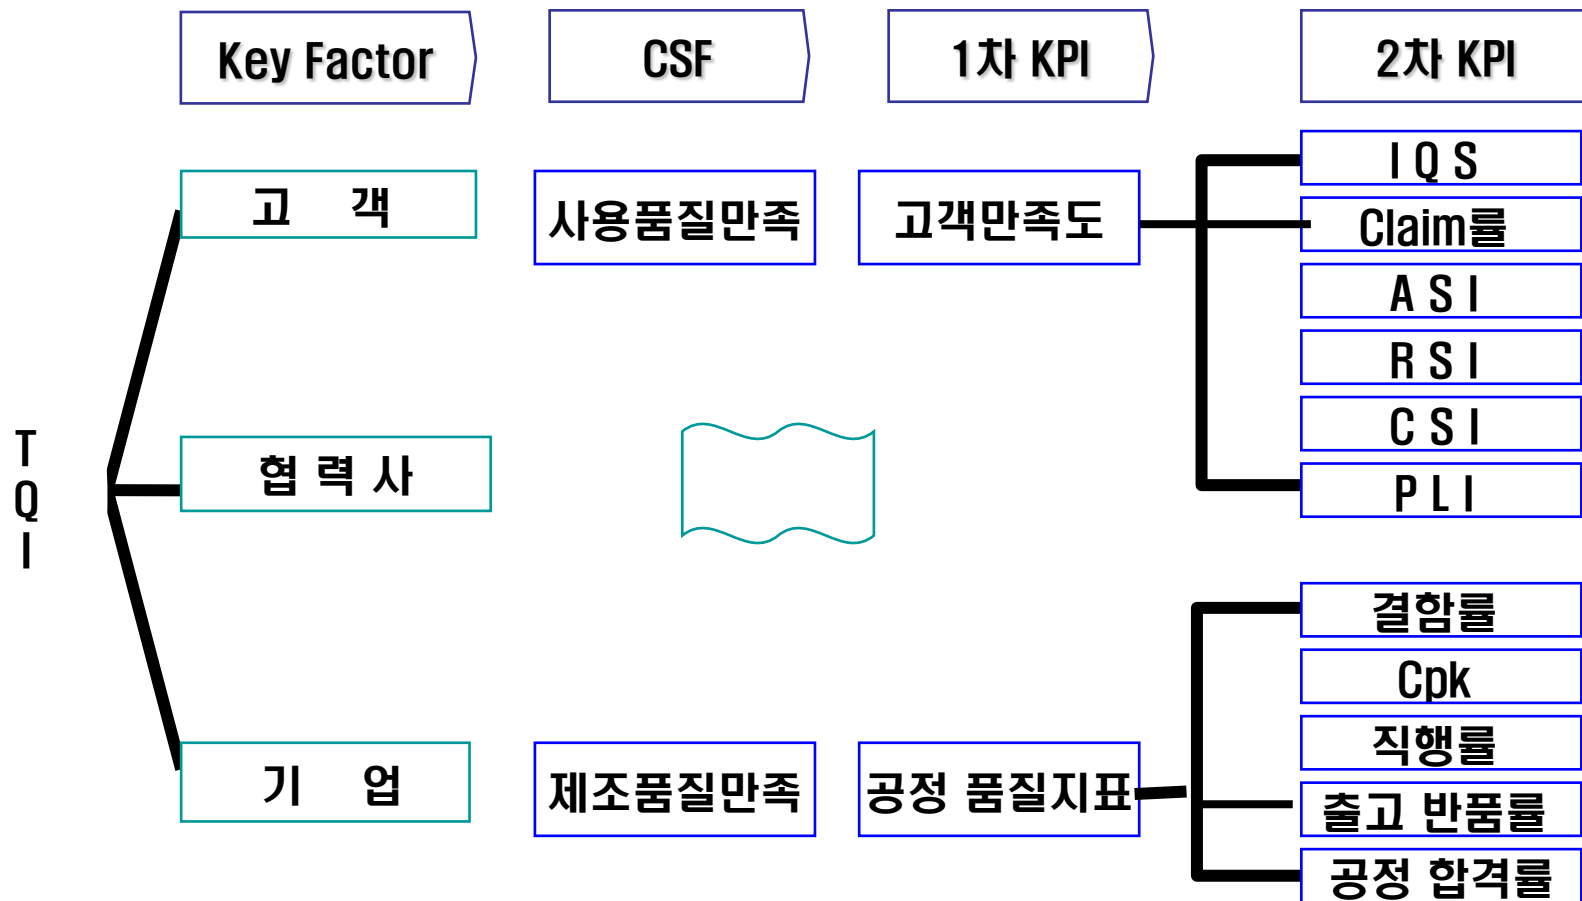 Key Factor
CSF
1차 KPI
2차 KPI
고 객
사용품질만족
고객만족도
I Q S
Claim률
A S I
R S I
C S I
P L I
T
Q
I
협 력 사
기 업
제조품질만족
공정 품질지표
결함률
Cpk
직행률
출고 반품률
공정 합격률